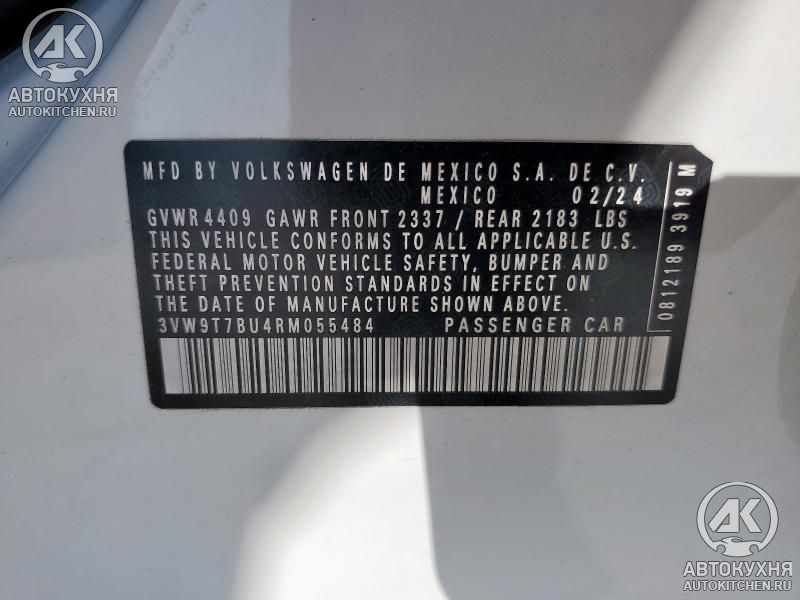 АК
АВТОКУХНЯ
AUTOKITCHEN.RU
MFD BY VOLKSWAGEN DE MEXICO S.A. DE C.V.
MEXICO 02/24
GVWR 4409 GAWR FRONT 2337 / REAR 2183 LBS
THIS VEHICLE CONFORMS TO ALL APPLICABLE U.S.
FEDERAL MOTOR VEHICLE SAFETY, BUMPER AND
THEFT PREVENTION STANDARDS IN EFFECT ON
THE DATE OF MANUFACTURE SHOWN ABOVE.
3VW9T7BU4RM055484 PASSENGER CAR
0812189 3919 M
АК
АВТОКУХНЯ
AUTOKITCHEN.RU